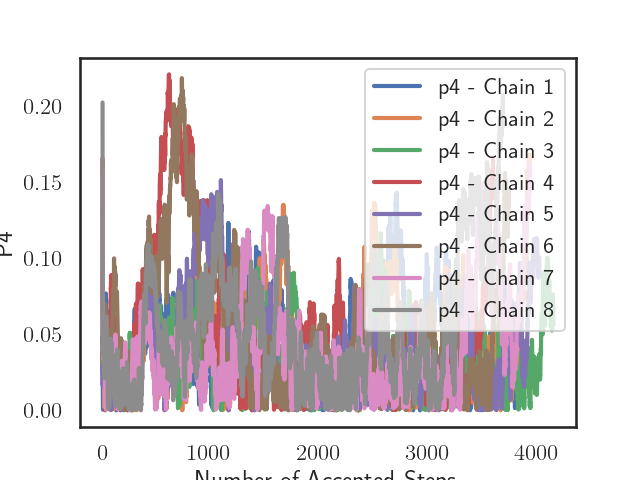 p4 - Chain 1
p4 - Chain 2
p4 - Chain 3
p4 - Chain 4
p4 - Chain 5
p4 - Chain 6
p4 - Chain 7
p4 - Chain 8
0.20
0.15
0.10
0.05
0.00
P4
0 1000 2000 3000 4000
Number of Accepted Steps